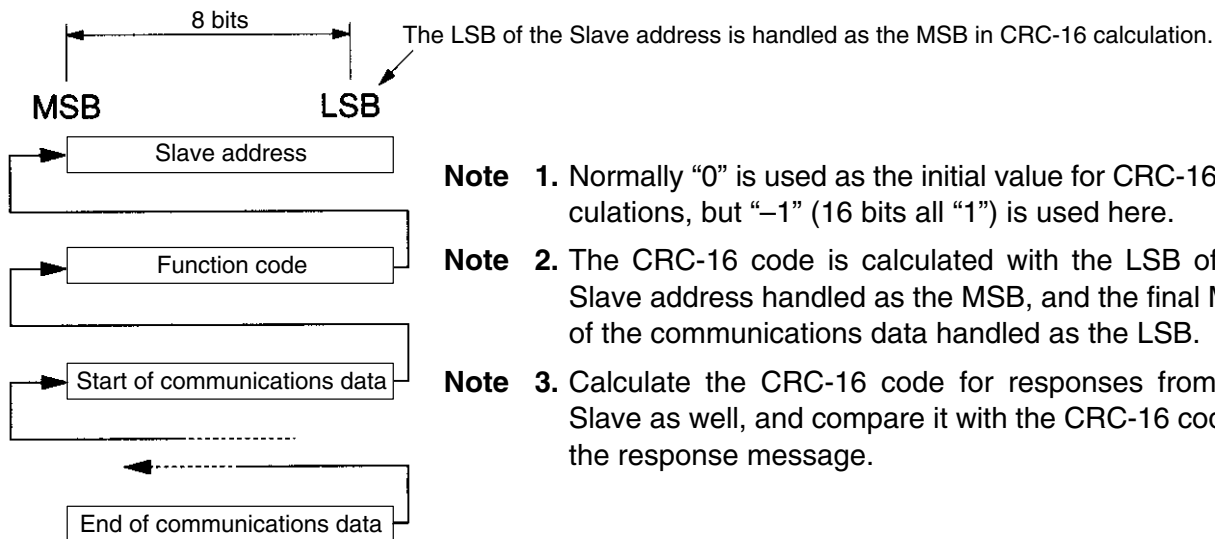 8 bits
The LSB of the Slave address is handled as the MSB in CRC-16 calculation.
MSB LSB
Slave address
Function code
Start of communications data
End of communications data
Note 1. Normally “0” is used as the initial value for CRC-16
culations, but “–1” (16 bits all “1”) is used here.
Note 2. The CRC-16 code is calculated with the LSB of
Slave address handled as the MSB, and the final
of the communications data handled as the LSB.
Note 3. Calculate the CRC-16 code for responses from
Slave as well, and compare it with the CRC-16
the response message.